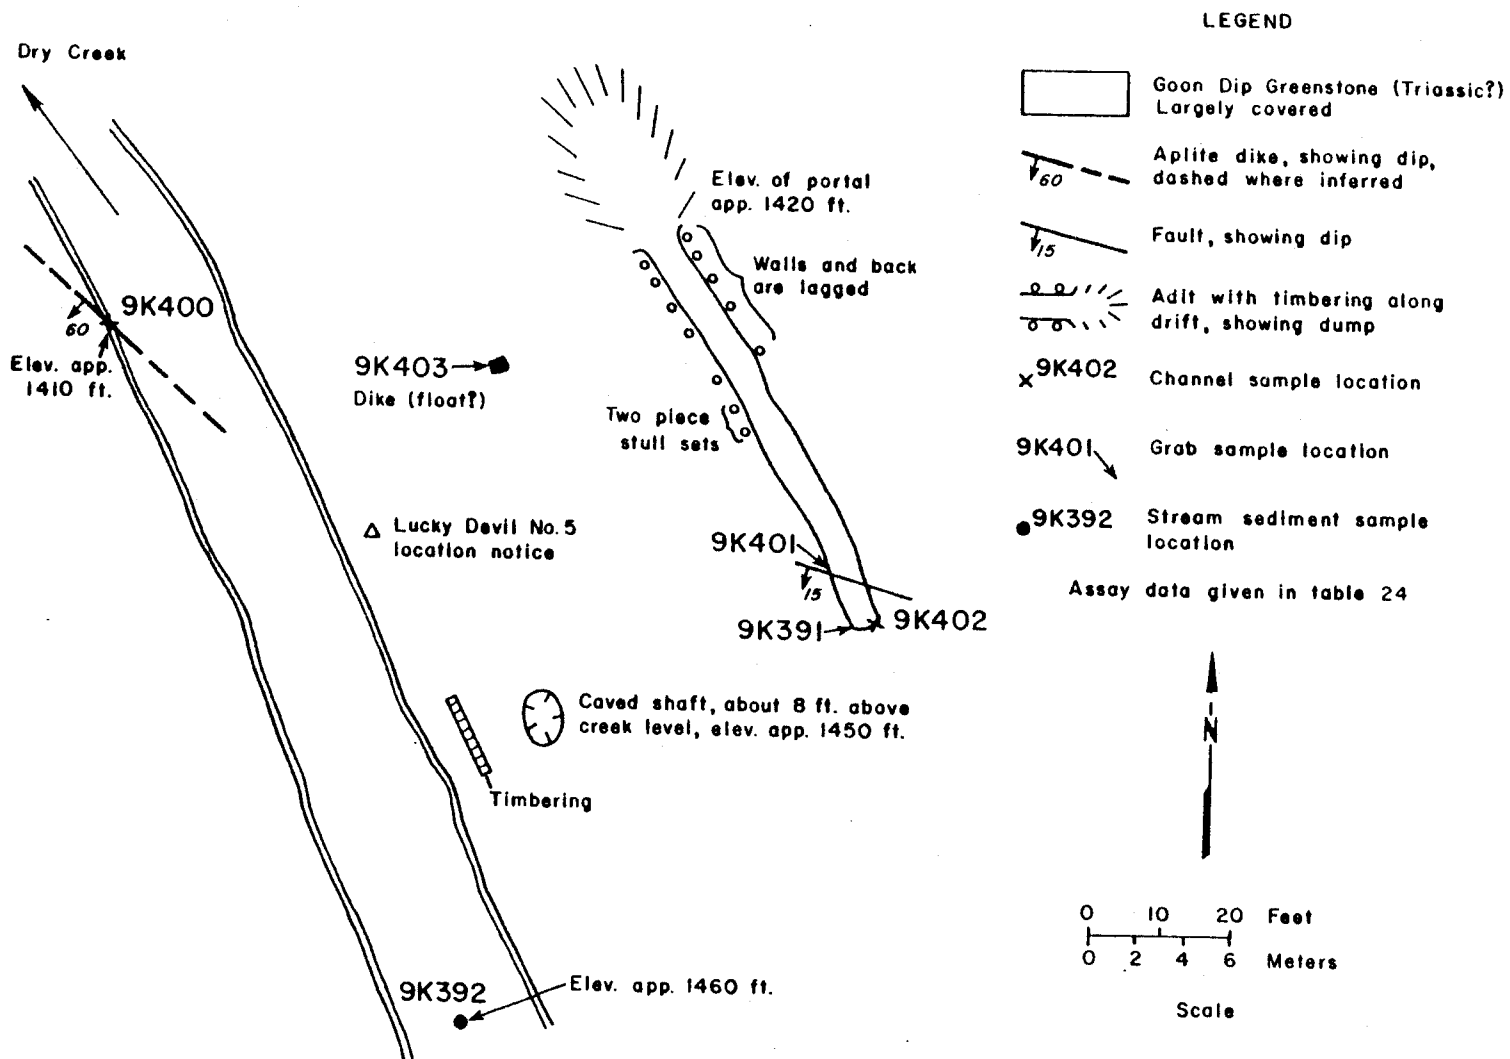 Dry Creek
9K400
60
Elev. app.
1410 ft.
9K403
Dike (float?)
Elev. of portal
app. 1420 ft.
Walls and back
are lagged
Two piece
stull sets
Lucky Devil No. 5
location notice
9K401
15
9K391
9K402
Caved shaft, about 8 ft. above
creek level, elev. app. 1450 ft.
Timbering
9K392
Elev. app. 1460 ft.
LEGEND
Goon Dip Greenstone (Triassic?)
Largely covered
60
Aplite dike, showing dip,
dashed where inferred
15
Fault, showing dip
Adit with timbering along
drift, showing dump
x 9K402
Channel sample location
9K401
Grab sample location
9K392
Stream sediment sample
location
Assay data given in table 24
N
0 10 20 Feet
0 2 4 6 Meters
Scale